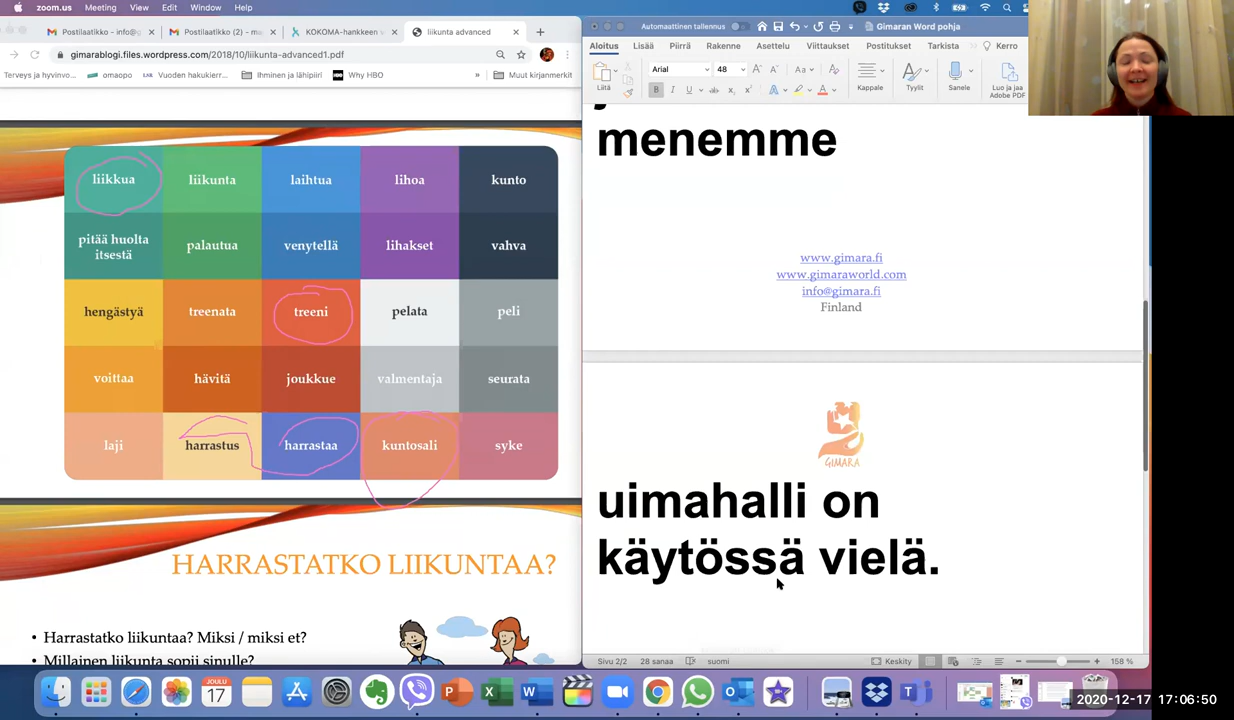 zoom.us Meeting View Edit Window Help
Postilaatikko - info@g
Postilaatikko (2) - ma
KOKOMA-hankkeen v
liikunta advanced
gimarablogi.files.wordpress.com/2018/10/liikunta-advanced1.pdf
Terveys ja hyvinvo... omaopo Vuoden hakukierr... Ihminen ja lähipiiri Why HBO » Muut kirjanmerkit
liikkua liikunta laihtua lihoa kunto
pitää huolta itsestä palautua venytellä lihakset vahva
hengästyä treenata treeni pelata peli
voittaa hävitä joukkue valmentaja seurata
laji harrastus harrastaa kuntosali syke
HARRASTATKO LIIKUNTAA?
• Harrastatko liikuntaa? Miksi / miksi et?
• Millainen liikunta sopii sinulle?
Automaattinen tallennus
Gimaran Word pohja
Aloitus Lisää Piirrä Rakenne Asettelu Viittaukset Postitukset Tarkista Kerro
Arial 48
Liitä
Kappale
Tyylit
Sanele
Luo ja jaa
Adobe PDF
menemme
www.gimara.fi
www.gimaraworld.com
info@gimara.fi
Finland
GIMARA
uimahalli on
käytössä vielä.
Sivu 2/2 28 sanaa suomi Keskity 158 %
JOULU
17
2020-12-17 17:06:50